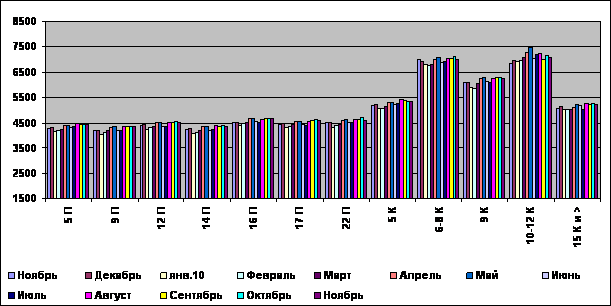 8500
7500
6500
5500
4500
3500
2500
1500
5 П
9 П
12 П
14 П
16 П
17 П
22 П
5 К
6-8 К
9 К
10-12 К
15 К и >
Ноябрь Декабрь янв.10 Февраль Март Апрель Май Июнь
Июль Август Сентябрь Октябрь Ноябрь